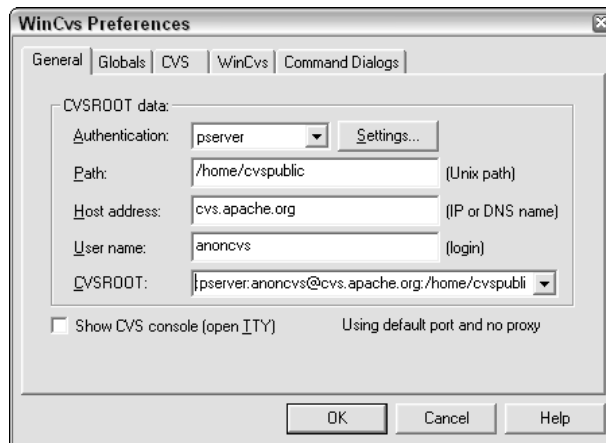 WinCvs Preferences
General Globals CVS WinCvs Command Dialogs
CVSROOT data:
Authentication: pserver Settings...
Path: /home/cvspublic (Unix path)
Host address: cvs.apache.org (IP or DNS name)
User name: anoncvs (login)
CVSROOT: :pserver:anoncvs@cvs.apache.org:/home/cvspubli
Show CVS console (open TTY) Using default port and no proxy
OK Cancel Help